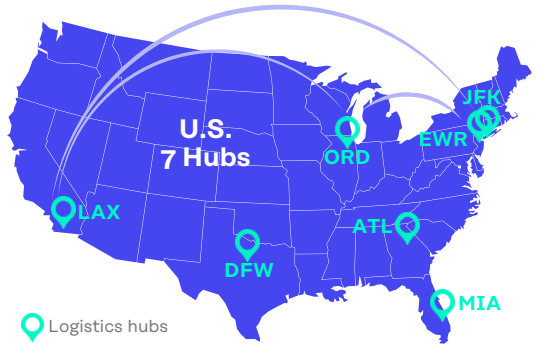 JFK
EWR
U.S.
7 Hubs
ORD
LAX
ATL
DFW
MIA
Logistics hubs